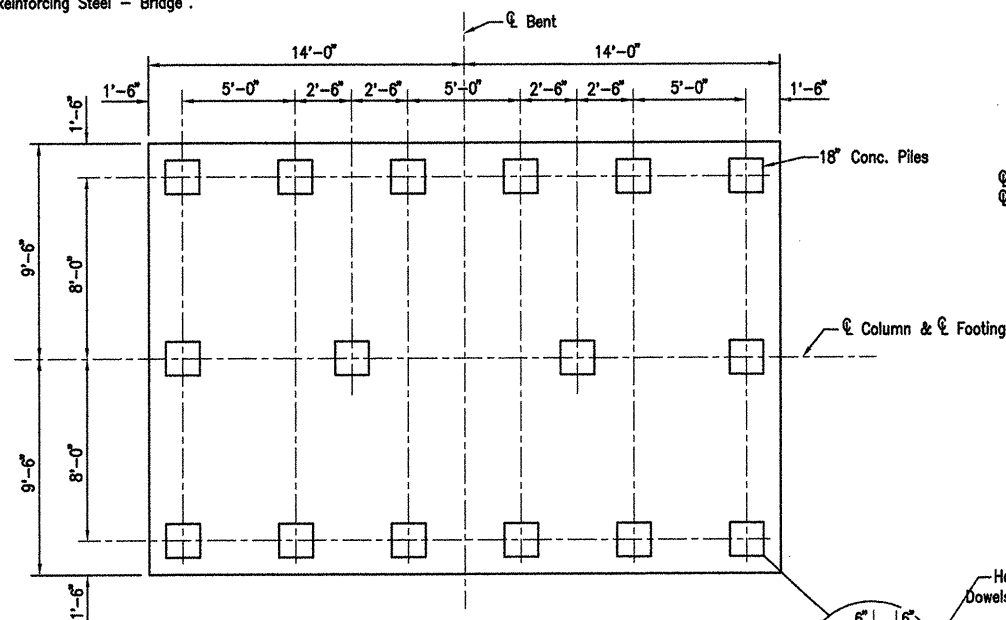 Reinforcing Steel – Bridge".
℄ Bent
14'-0" 14'-0"
1'-6" 5'-0" 2'-6" 2'-6" 5'-0" 2'-6" 2'-6" 5'-0" 1'-6"
1'-6"
18" Conc. Piles
9'-6"
8'-0"
℄ Column & ℄ Footing
9'-6"
8'-0"
1'-6"
6" 6"
Dowels